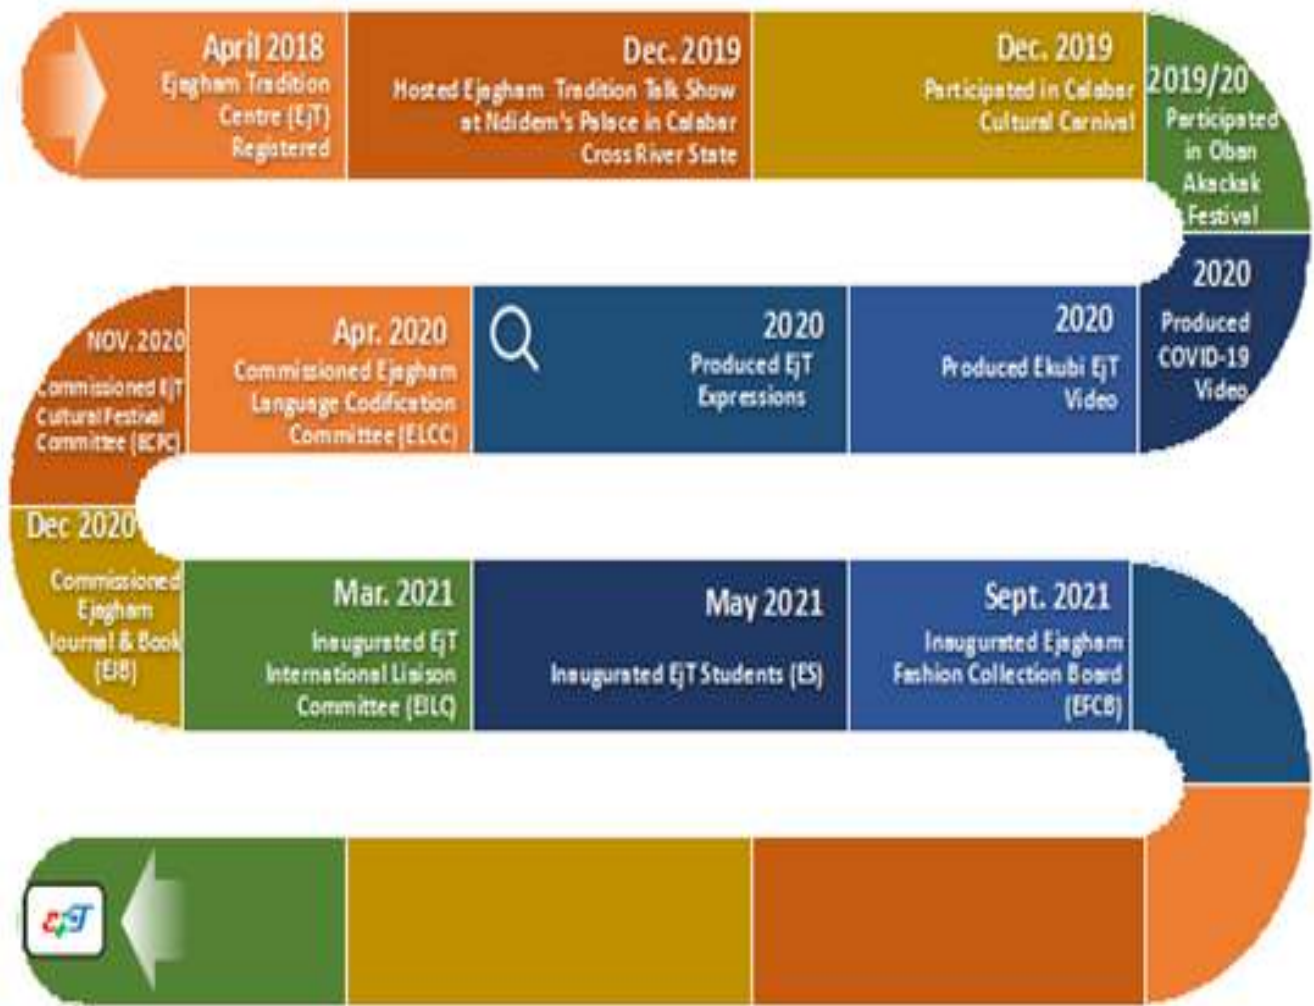 April 2018
Ejagham Tradition
Centre (EjT)
Registered
Dec. 2019
Hosted Ejagham Tradition Talk Show
at Ndidem's Palace in Calabar
Cross River State
Dec. 2019
Participated in Calabar
Cultural Carnival
2019/20
Participated
in Oban
Akackak
Festival
2020
Produced
COVID-19
Video
2020
Produced Ekubi EjT
Video
2020
Produced EjT
Expressions
Apr. 2020
Commissioned Ejagham
Language Codification
Committee (ELCC)
NOV. 2020
Commissioned EjT
Cultural Festival
Committee
Dec 2020
Commissioned
Ejagham
Journal & Book
(EJB)
Mar. 2021
Inaugurated EjT
International Liaison
Committee (EILC)
May 2021
Inaugurated EjT Students (ES)
Sept. 2021
Inaugurated Ejagham
Fashion Collection Board
(EFCB)
EjT